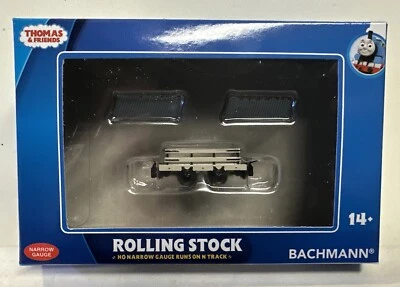 THOMAS
& FRIENDS
14+
NARROW
GAUGE
ROLLING STOCK
HO NARROW GAUGE RUNS ON N TRACK
BACHMANN®